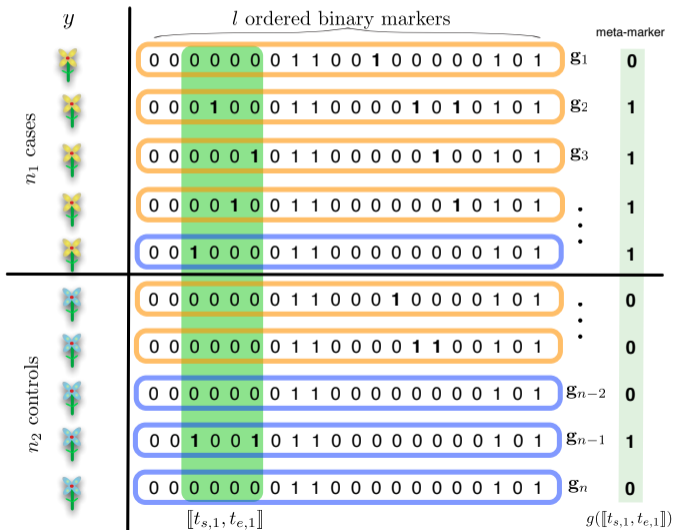 y
l ordered binary markers
meta-marker
n₁ cases
0 0 0 0 0 0 0 1 1 0 0 1 0 0 0 0 0 1 0 1 g₁ 0
0 0 0 1 0 0 0 1 1 0 0 0 0 1 0 1 0 1 0 1 g₂ 1
0 0 0 0 0 1 0 1 1 0 0 0 0 0 1 0 0 1 0 1 g₃ 1
0 0 0 0 1 0 0 1 1 0 0 0 0 0 0 1 0 1 0 1 1
0 0 1 0 0 0 0 1 1 0 0 0 0 0 0 0 0 1 0 1 1
n₂ controls
0 0 0 0 0 0 0 1 1 0 0 0 1 0 0 0 0 1 0 1 0
0 0 0 0 0 0 0 1 1 0 0 0 0 1 1 0 0 1 0 1 0
0 0 0 0 0 0 0 1 1 0 0 0 0 0 0 0 0 1 0 1 gₙ₋₂ 0
0 0 1 0 0 1 0 1 1 0 0 0 0 0 0 0 0 1 0 1 gₙ₋₁ 1
0 0 0 0 0 0 0 1 1 0 0 0 0 0 0 0 0 1 0 1 gₙ 0
⟦t_{s,1}, t_{e,1}⟧
g(⟦t_{s,1}, t_{e,1}⟧)